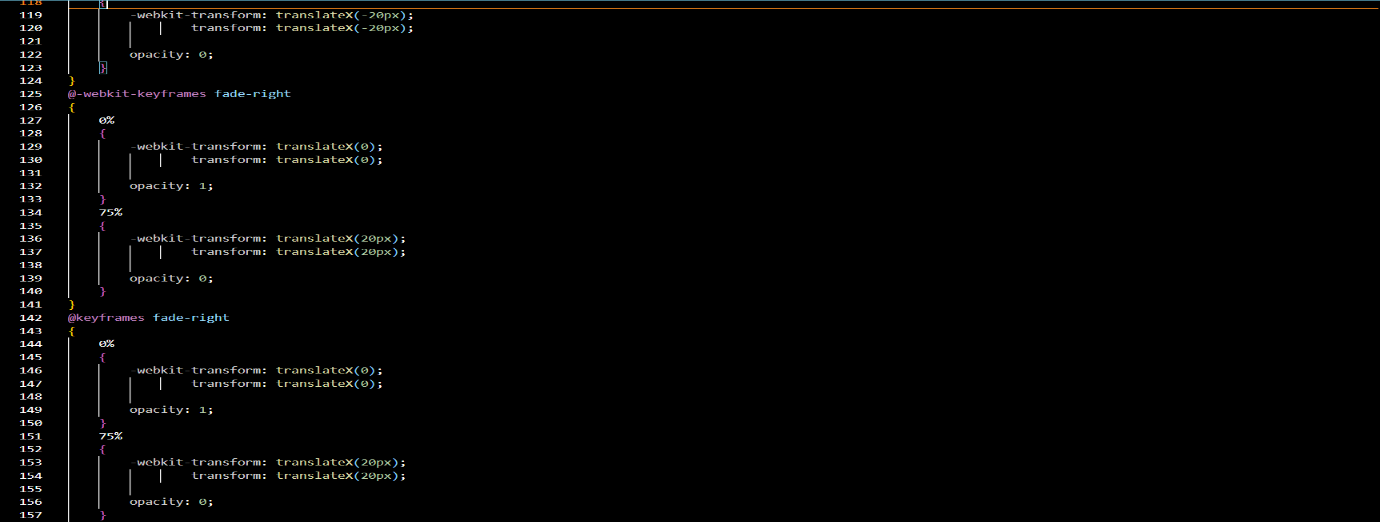 118 {
119 -webkit-transform: translateX(-20px);
120 transform: translateX(-20px);
121
122 opacity: 0;
123 }
124 }
125 @-webkit-keyframes fade-right
126 {
127 0%
128 {
129 -webkit-transform: translateX(0);
130 transform: translateX(0);
131
132 opacity: 1;
133 }
134 75%
135 {
136 -webkit-transform: translateX(20px);
137 transform: translateX(20px);
138
139 opacity: 0;
140 }
141 }
142 @keyframes fade-right
143 {
144 0%
145 {
146 -webkit-transform: translateX(0);
147 transform: translateX(0);
148
149 opacity: 1;
150 }
151 75%
152 {
153 -webkit-transform: translateX(20px);
154 transform: translateX(20px);
155
156 opacity: 0;
157 }